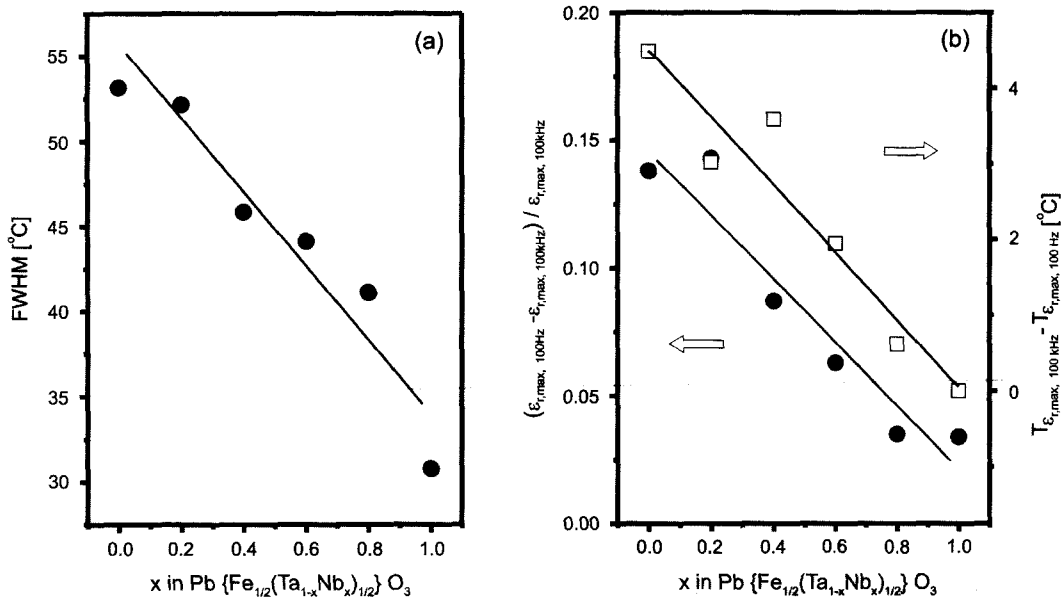 (a)
55
50
45
40
35
30
FWHM [°C]
0.0 0.2 0.4 0.6 0.8 1.0
x in Pb {Fe1/2(Ta1-xNbx)1/2} O3
(b)
0.20
0.15
0.10
0.05
0.00
(εr,max, 100Hz -εr,max, 100kHz) / εr,max, 100kHz
4
2
0
Tεr,max, 100 kHz - Tεr,max, 100 Hz [°C]
0.0 0.2 0.4 0.6 0.8 1.0
x in Pb {Fe1/2(Ta1-xNbx)1/2} O3